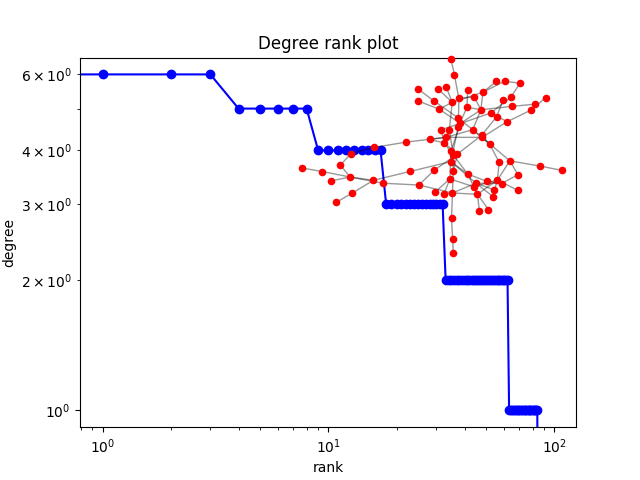 Degree rank plot
6 × 10⁰
4 × 10⁰
3 × 10⁰
2 × 10⁰
10⁰
degree
10⁰
10¹
10²
rank